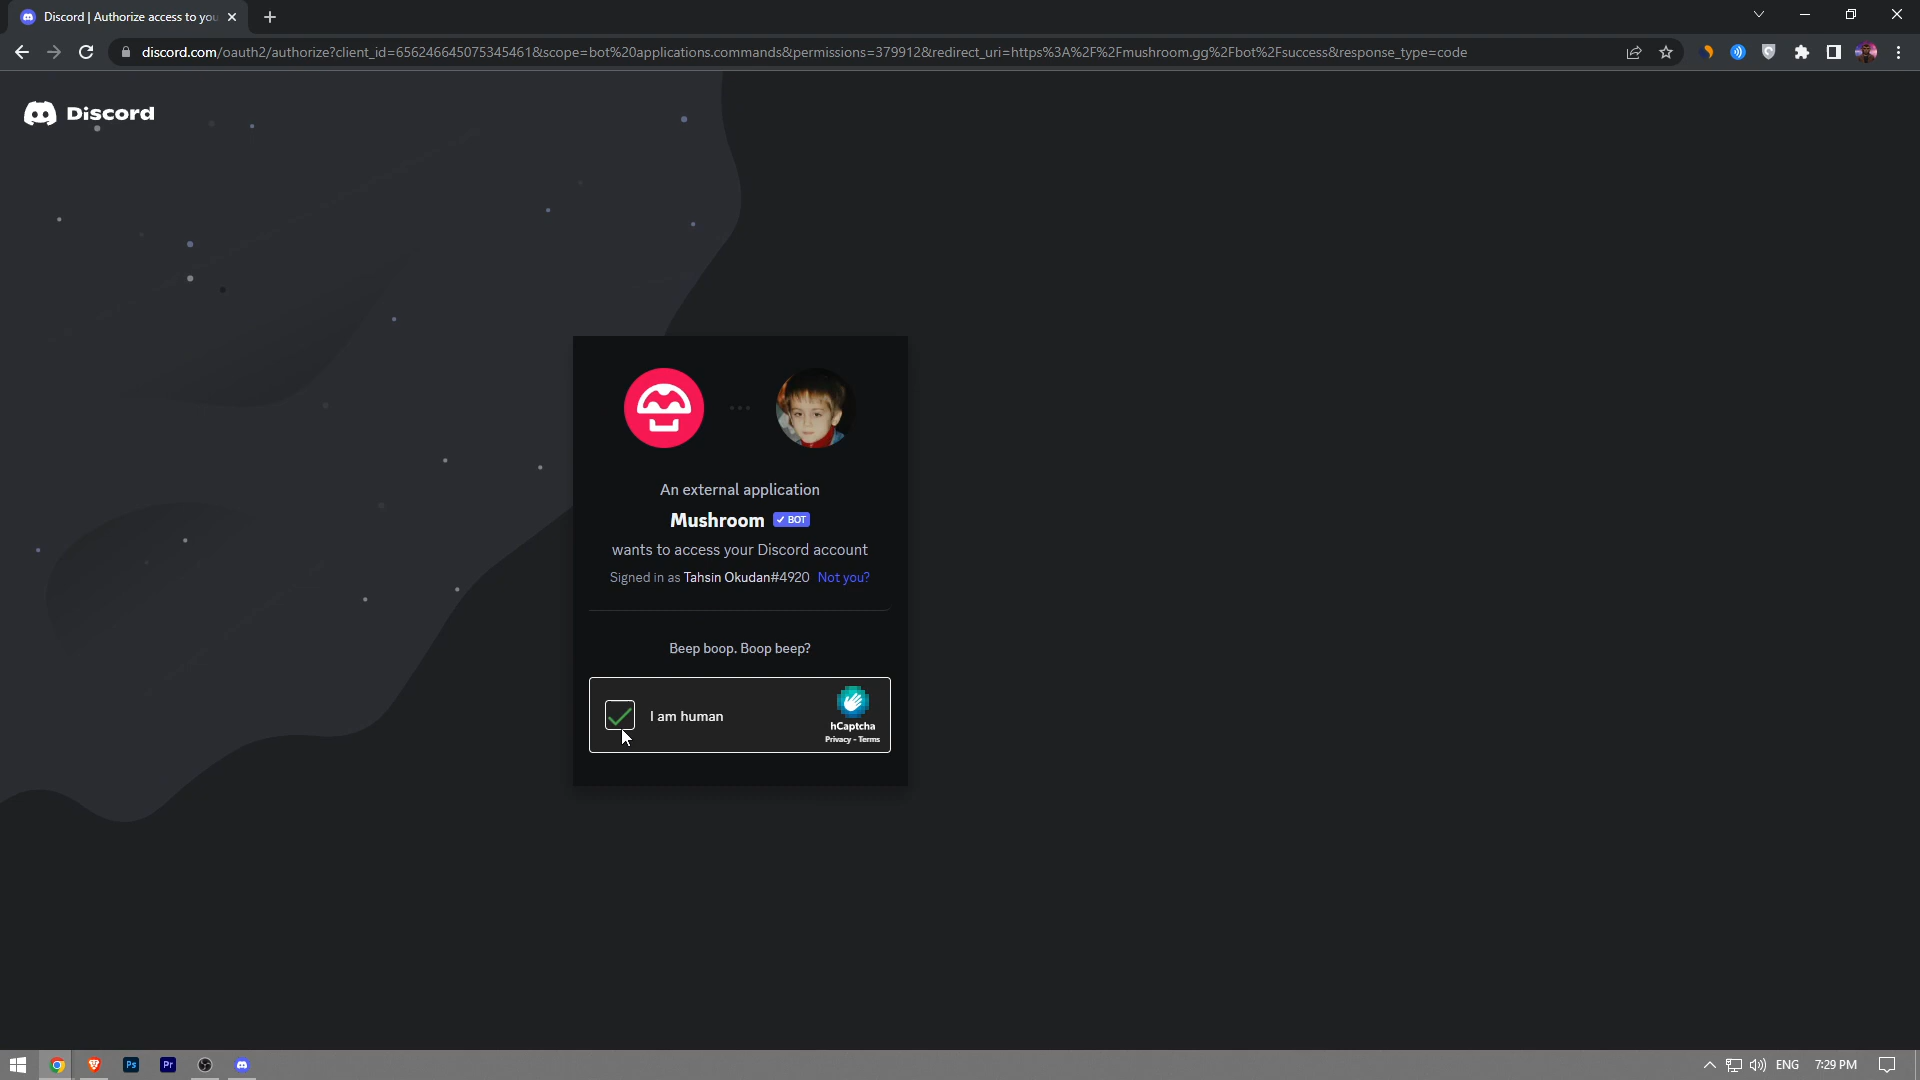 Discord | Authorize access to you
discord.com/oauth2/authorize?client_id=656246645075345461&scope=bot%20applications.commands&permissions=379912&redirect_uri=https%3A%2F%2Fmushroom.gg%2Fbot%2Fsuccess&response_type=code
Discord
An external application
Mushroom BOT
wants to access your Discord account
Signed in as Tahsin Okudan#4920 Not you?
Beep boop. Boop beep?
I am human
hCaptcha
Privacy - Terms
Ps Pr ENG 7:29 PM